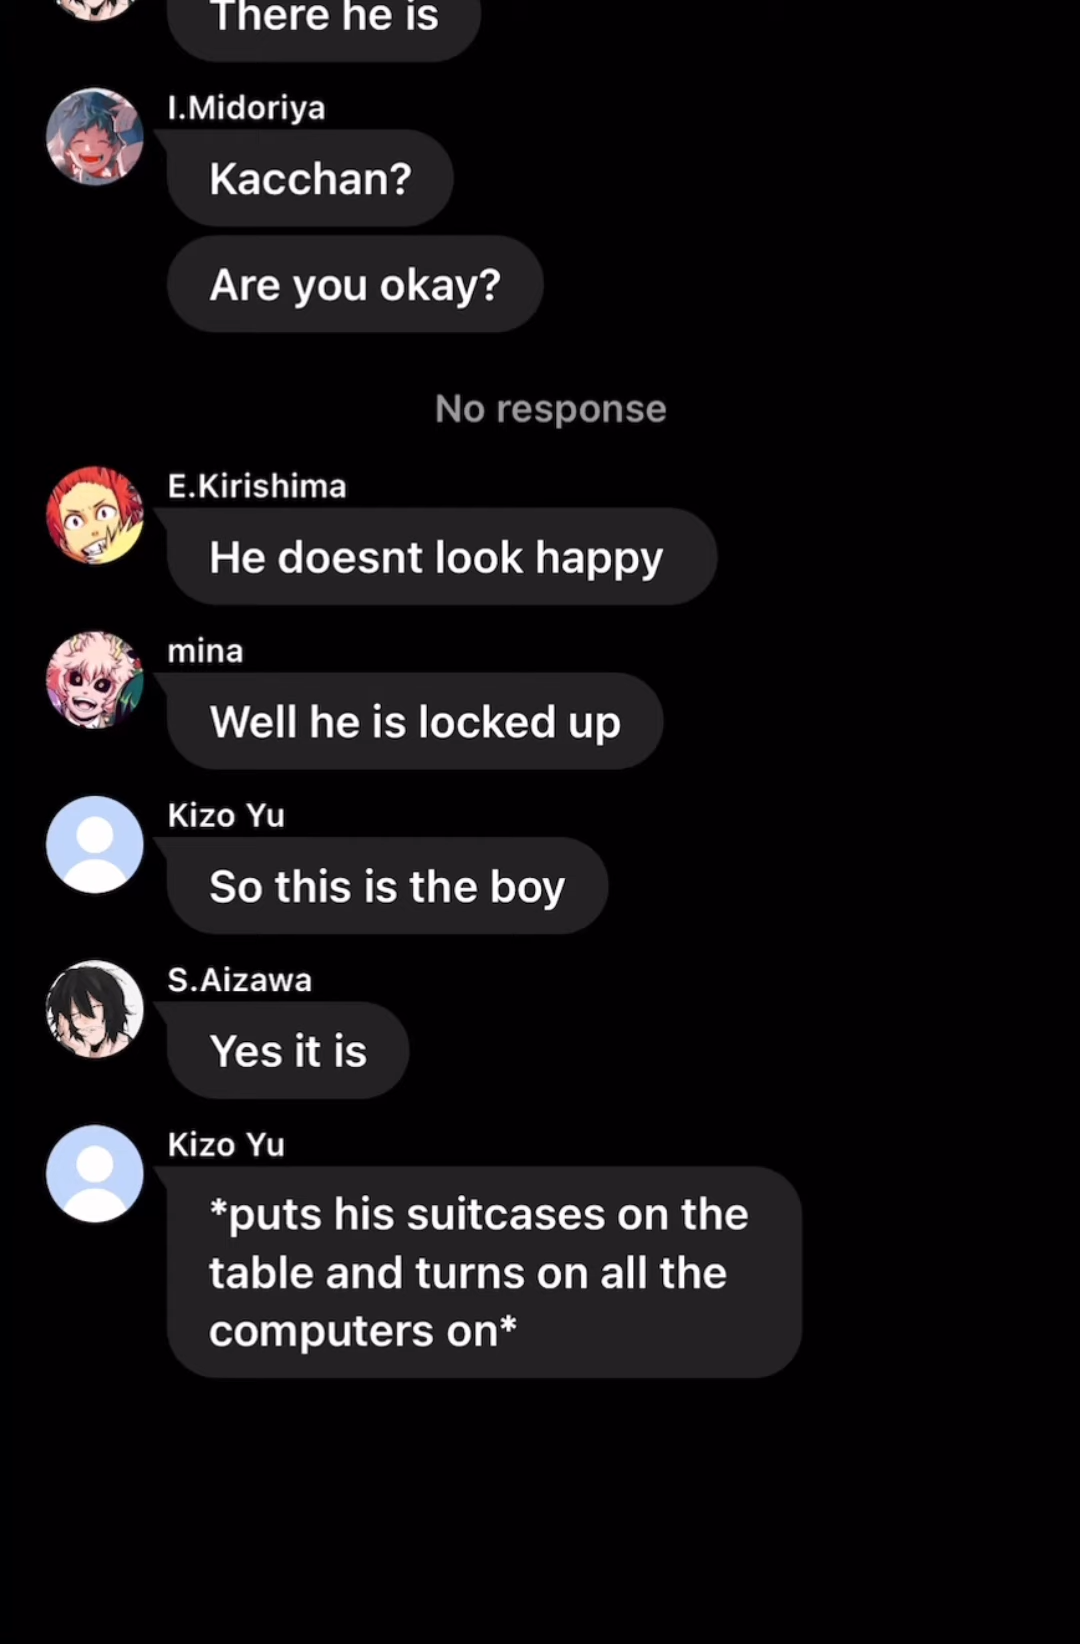 There he is
I.Midoriya
Kacchan?
Are you okay?
No response
E.Kirishima
He doesnt look happy
mina
Well he is locked up
Kizo Yu
So this is the boy
S.Aizawa
Yes it is
Kizo Yu
*puts his suitcases on the
table and turns on all the
computers on*